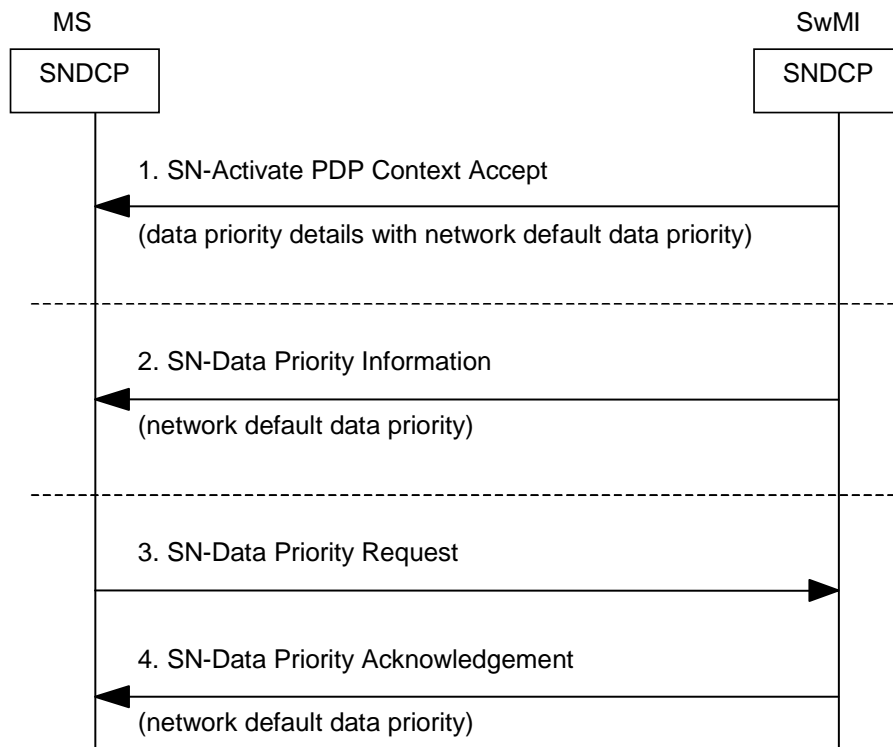 MS
SwMI
SNDCP
SNDCP
1. SN-Activate PDP Context Accept
(data priority details with network default data priority)
2. SN-Data Priority Information
(network default data priority)
3. SN-Data Priority Request
4. SN-Data Priority Acknowledgement
(network default data priority)